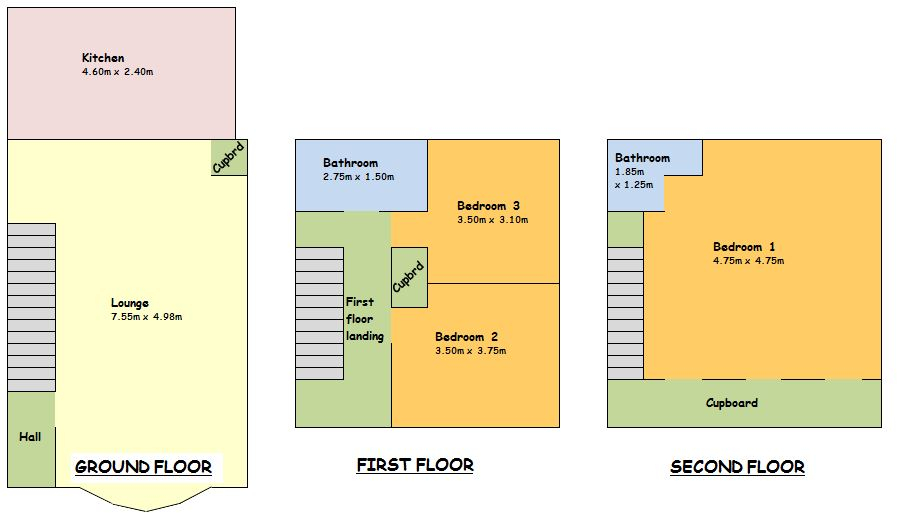 Kitchen
4.60m x 2.40m
Cupbrd
Lounge
7.55m x 4.98m
Hall
GROUND FLOOR
Bathroom
2.75m x 1.50m
Bedroom 3
3.50m x 3.10m
Cupbrd
First
floor
landing
Bedroom 2
3.50m x 3.75m
FIRST FLOOR
Bathroom
1.85m
x 1.25m
Bedroom 1
4.75m x 4.75m
Cupboard
SECOND FLOOR